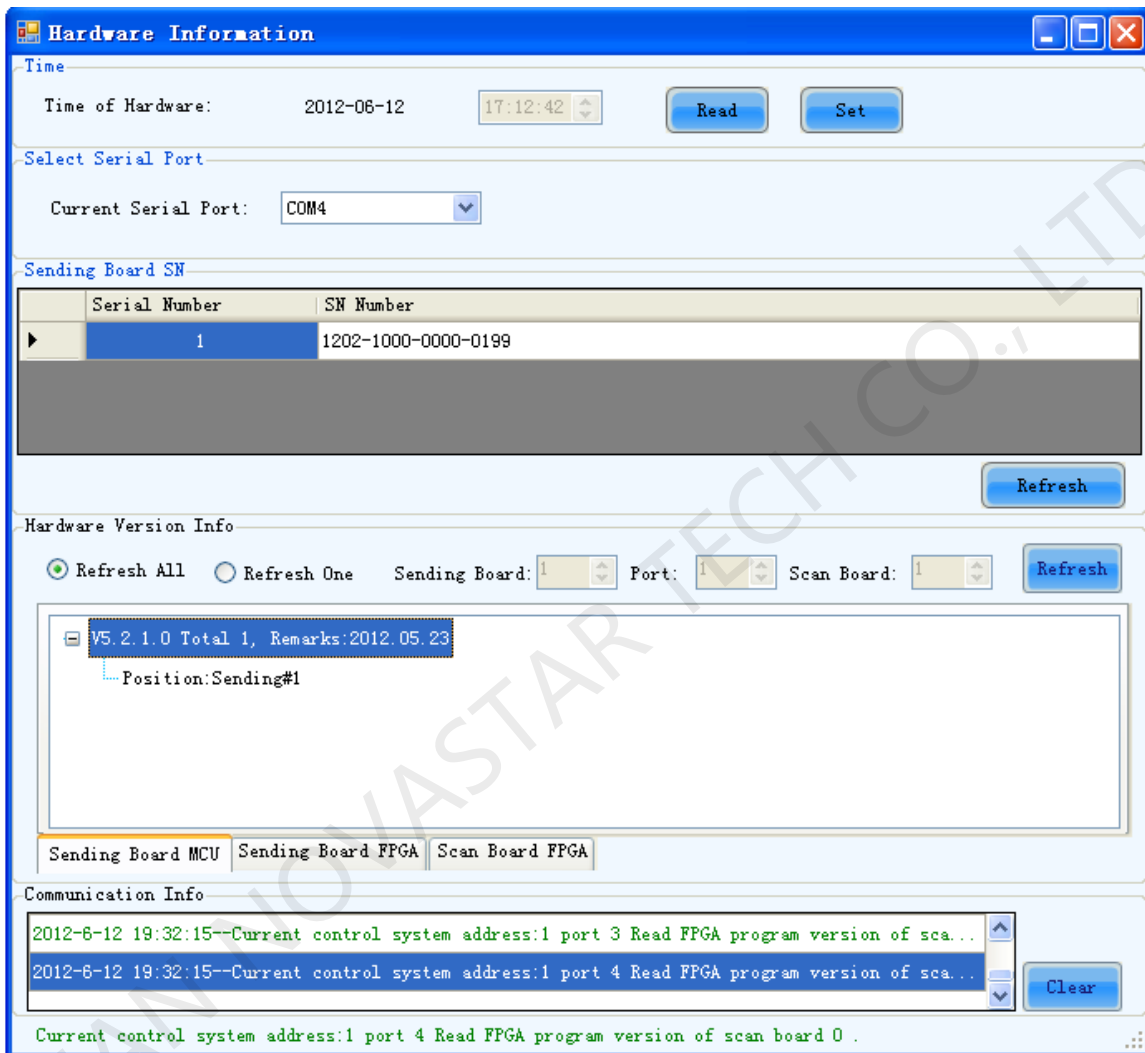 Hardware Information
Time
Time of Hardware: 2012-06-12 17:12:42 Read Set
Select Serial Port
Current Serial Port: COM4
Sending Board SN
Serial Number SN Number
1 1202-1000-0000-0199
Refresh
Hardware Version Info
Refresh All Refresh One Sending Board: 1 Port: 1 Scan Board: 1 Refresh
V5.2.1.0 Total 1, Remarks:2012.05.23
Position:Sending#1
Sending Board MCU Sending Board FPGA Scan Board FPGA
Communication Info
2012-6-12 19:32:15--Current control system address:1 port 3 Read FPGA program version of sca...
2012-6-12 19:32:15--Current control system address:1 port 4 Read FPGA program version of sca...
Clear
Current control system address:1 port 4 Read FPGA program version of scan board 0 .
TAN NOVASTAR TECH CO., LTD